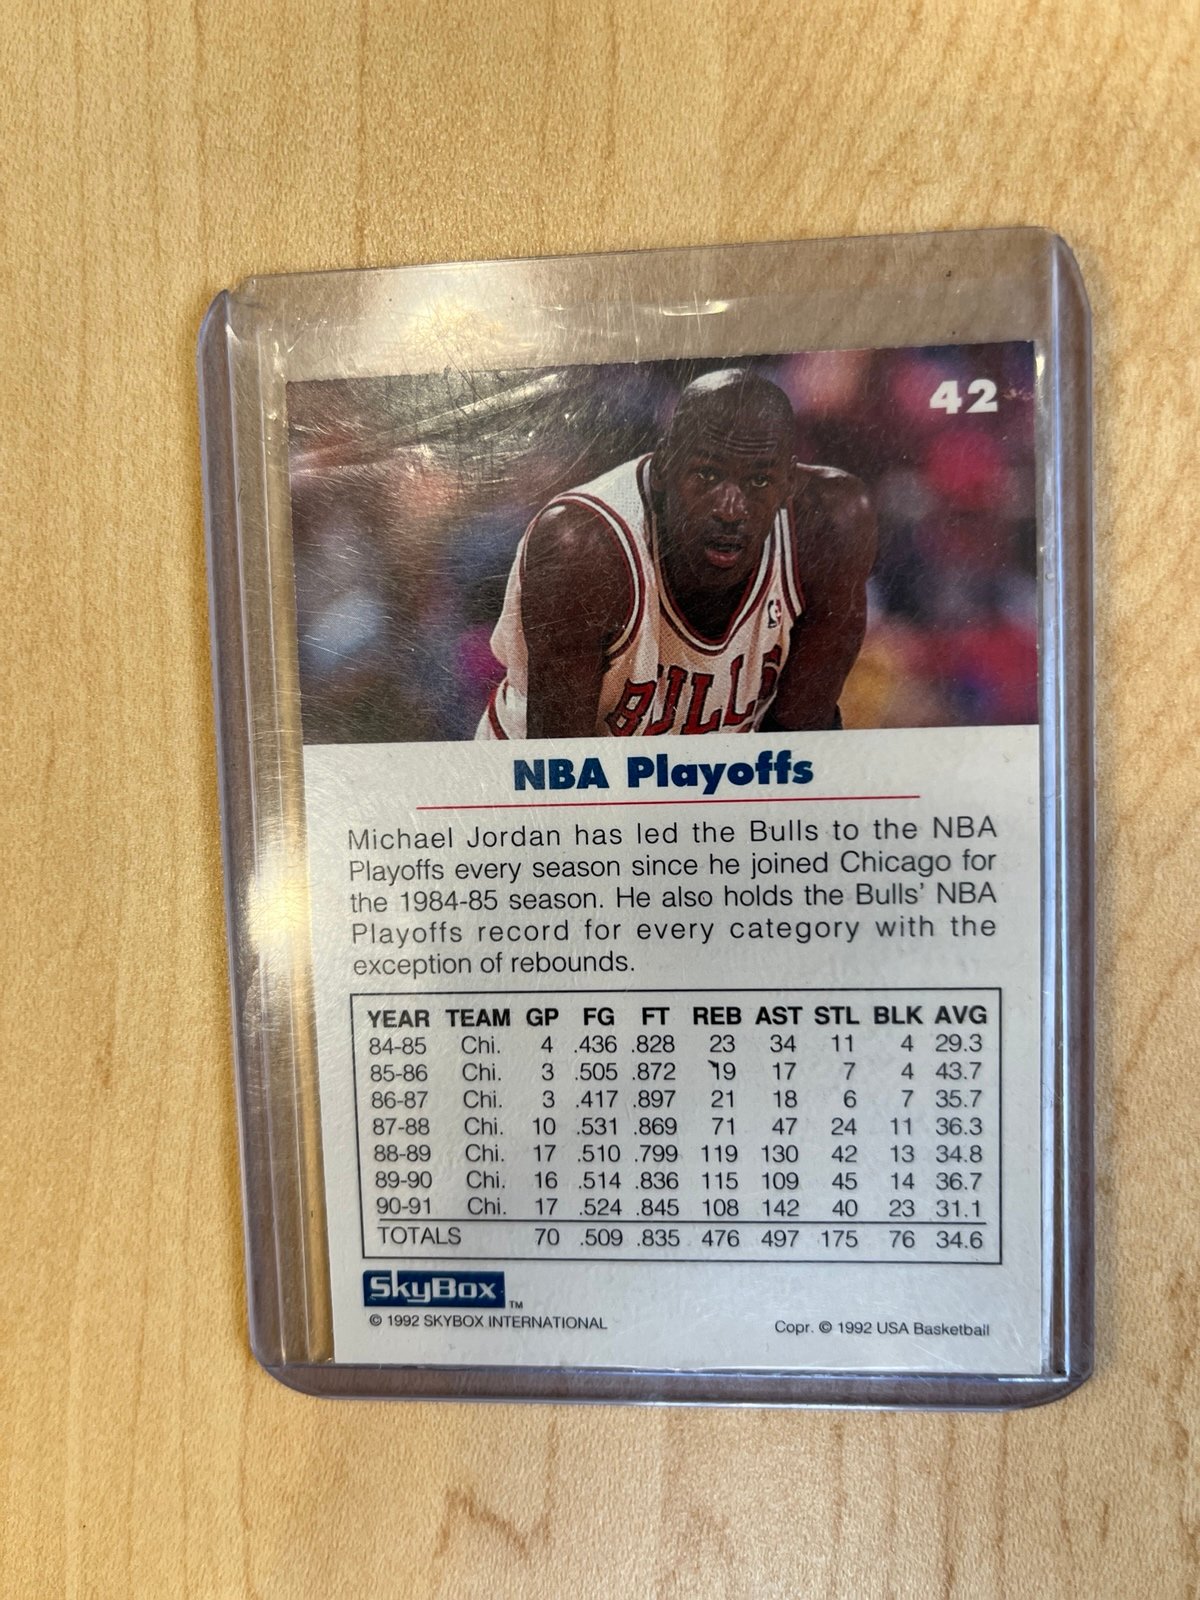 42
BULLS
NBA Playoffs
Michael Jordan has led the Bulls to the NBA
Playoffs every season since he joined Chicago for
the 1984-85 season. He also holds the Bulls' NBA
Playoffs record for every category with the
exception of rebounds.
YEAR TEAM GP FG FT REB AST STL BLK AVG
84-85 Chi. 4 .436 .828 23 34 11 4 29.3
85-86 Chi. 3 .505 .872 19 17 7 4 43.7
86-87 Chi. 3 .417 .897 21 18 6 7 35.7
87-88 Chi. 10 .531 .869 71 47 24 11 36.3
88-89 Chi. 17 .510 .799 119 130 42 13 34.8
89-90 Chi. 16 .514 .836 115 109 45 14 36.7
90-91 Chi. 17 .524 .845 108 142 40 23 31.1
TOTALS 70 .509 .835 476 497 175 76 34.6
SkyBox ™
© 1992 SKYBOX INTERNATIONAL
Copr. © 1992 USA Basketball